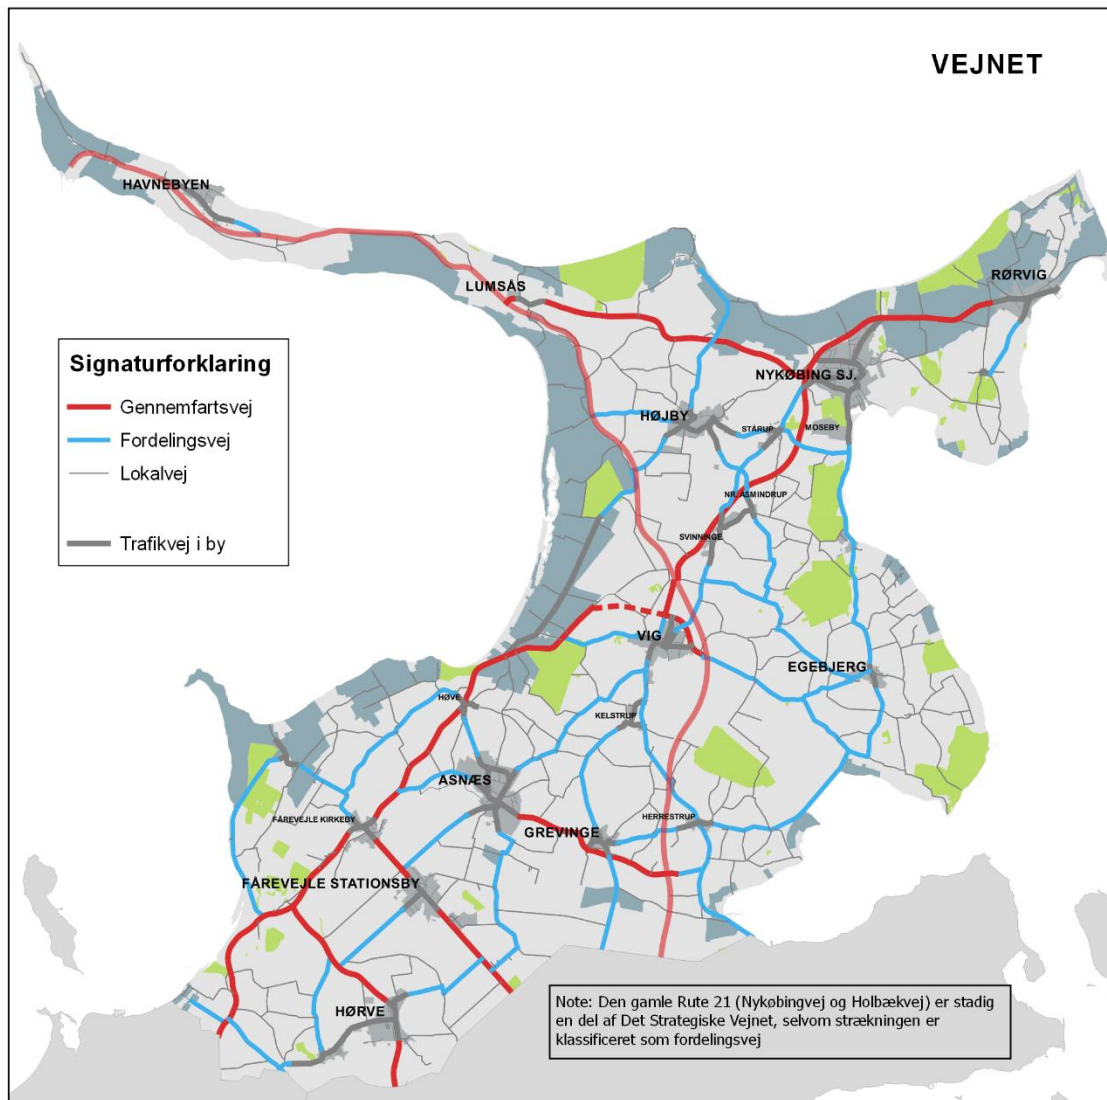 VEJNET
HAVNEBYEN
RØRVIG
LUMSÅS
Signaturforklaring
Gennemfartsvej
Fordelingsvej
Lokalvej
Trafikvej i by
NYKØBING SJ.
HØJBY
STÅRUP
MOSEBY
NR. ASMINDRUP
SVINNINGE
VIG
EGEBJERG
HØVE
KELSTRUP
ASNÆS
FÅREVEJLE KIRKEBY
GREVINGE
HERRESTRUP
FÅREVEJLE STATIONSBY
HØRVE
Note: Den gamle Rute 21 (Nykøbingvej og Holbækvej) er stadig
en del af Det Strategiske Vejnet, selvom strækningen er
klassificeret som fordelingsvej